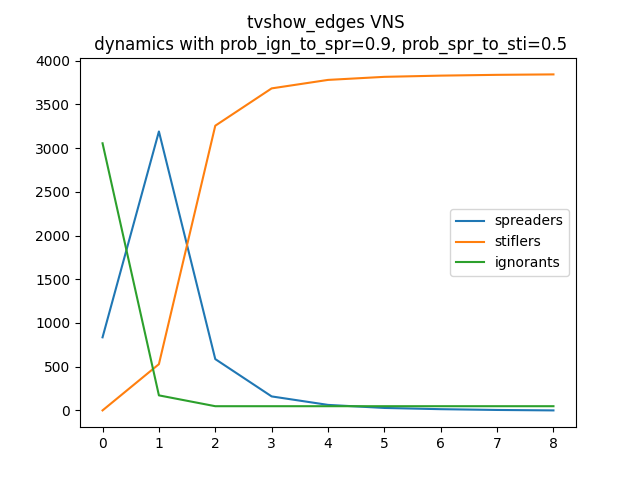 tvshow_edges VNS
dynamics with prob_ign_to_spr=0.9, prob_spr_to_sti=0.5
4000
3500
3000
2500
2000
1500
1000
500
0
spreaders
stiflers
ignorants
0 1 2 3 4 5 6 7 8